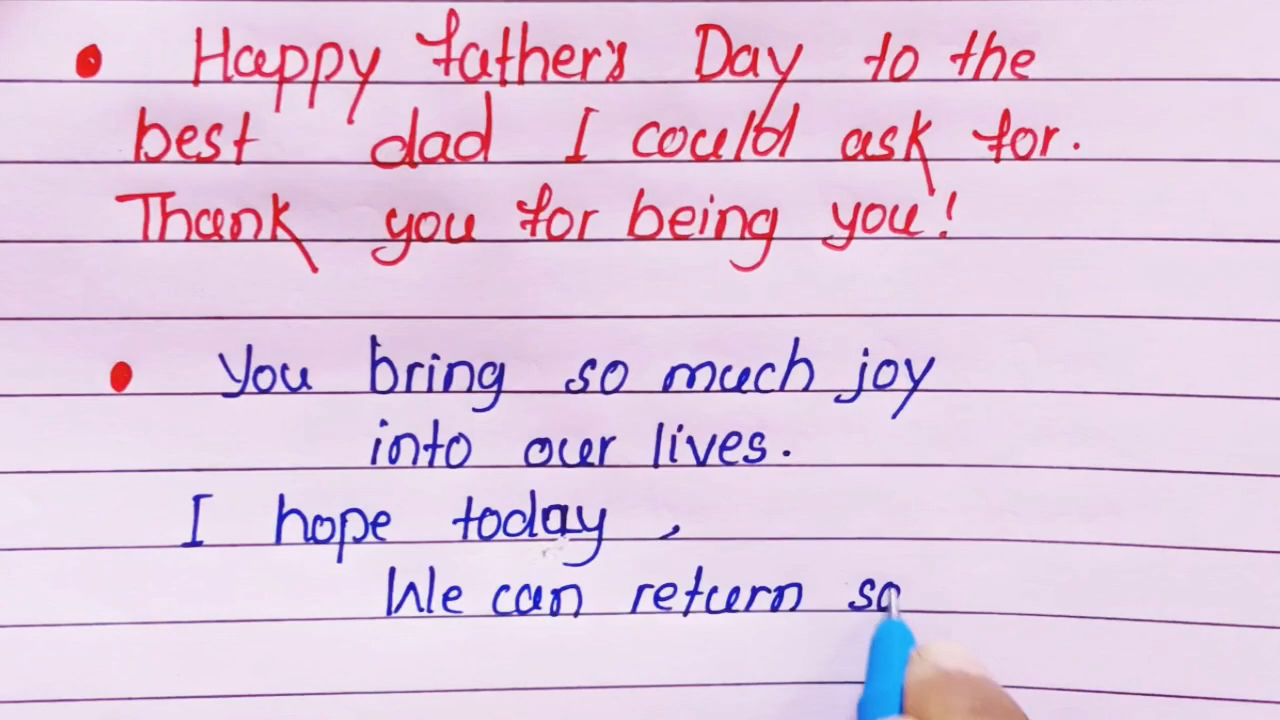 • Happy father's Day to the
best dad I could ask for.
Thank you for being you!
• You bring so much joy
into our lives.
I hope today,
We can return so